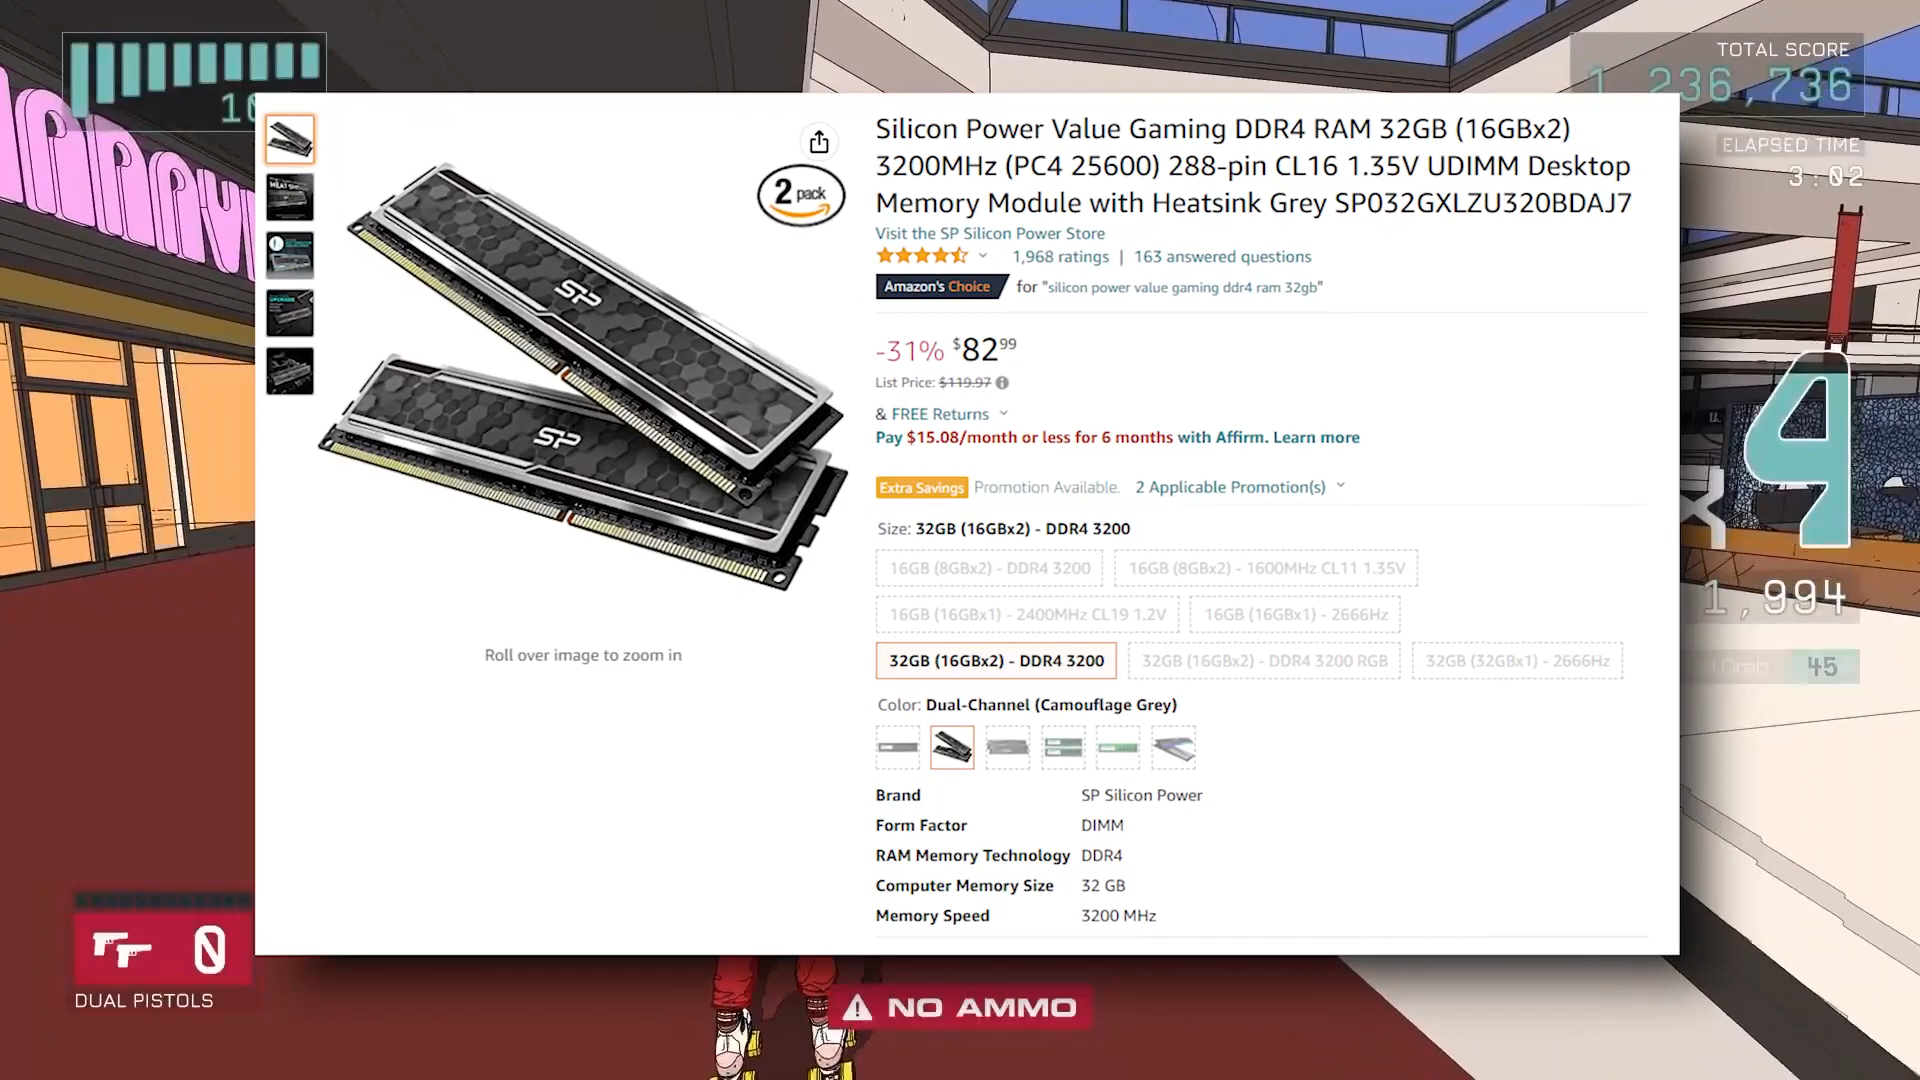 TOTAL SCORE
1,236,736
10
ELAPSED TIME
3:02
2 pack
SP
SP
Roll over image to zoom in
Silicon Power Value Gaming DDR4 RAM 32GB (16GBx2)
3200MHz (PC4 25600) 288-pin CL16 1.35V UDIMM Desktop
Memory Module with Heatsink Grey SP032GXLZU320BDAJ7
Visit the SP Silicon Power Store
1,968 ratings | 163 answered questions
Amazon's Choice for "silicon power value gaming ddr4 ram 32gb"
-31% $82⁹⁹
List Price: $119.97
& FREE Returns
Pay $15.08/month or less for 6 months with Affirm. Learn more
Extra Savings Promotion Available. 2 Applicable Promotion(s)
Size: 32GB (16GBx2) - DDR4 3200
16GB (8GBx2) - DDR4 3200 16GB (8GBx2) - 1600MHz CL11 1.35V
16GB (16GBx1) - 2400MHz CL19 1.2V 16GB (16GBx1) - 2666Hz
32GB (16GBx2) - DDR4 3200 32GB (16GBx2) - DDR4 3200 RGB 32GB (32GBx1) - 2666Hz
Color: Dual-Channel (Camouflage Grey)
Brand SP Silicon Power
Form Factor DIMM
RAM Memory Technology DDR4
Computer Memory Size 32 GB
Memory Speed 3200 MHz
x4
1,994
45
0
DUAL PISTOLS
NO AMMO